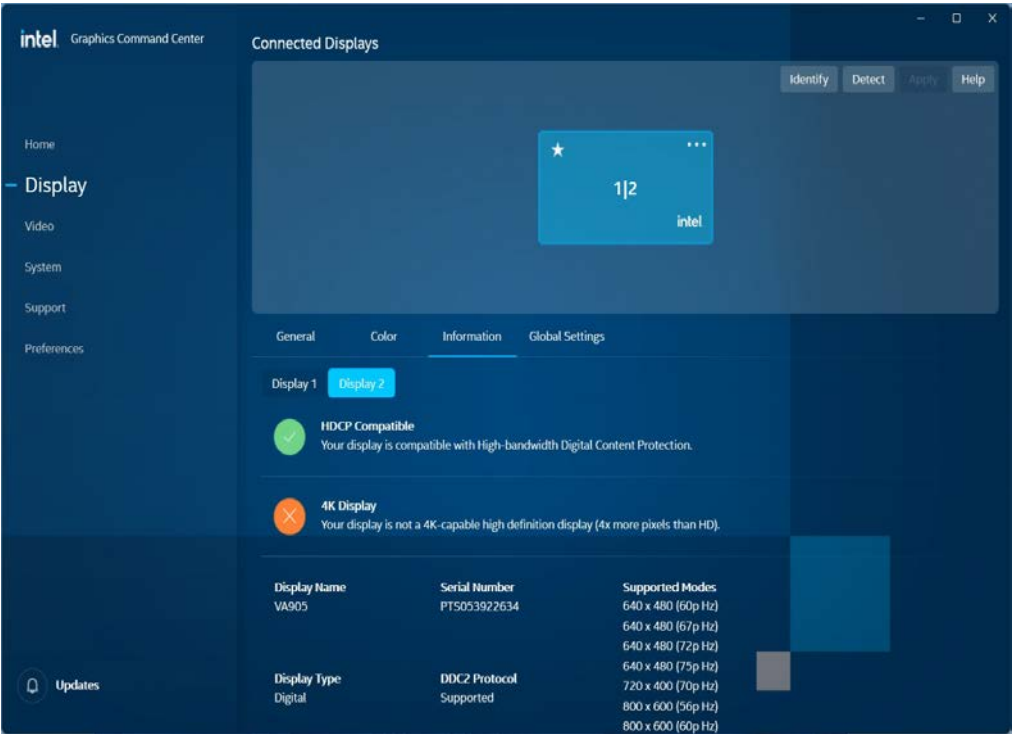 intel Graphics Command Center
Home
Display
Video
System
Support
Preferences
Updates
Connected Displays
Identify Detect Apply Help
1|2
intel
General Color Information Global Settings
Display 1 Display 2
HDCP Compatible
Your display is compatible with High-bandwidth Digital Content Protection.
4K Display
Your display is not a 4K-capable high definition display (4x more pixels than HD).
Display Name
VA905
Serial Number
PTS053922634
Supported Modes
640 x 480 (60p Hz)
640 x 480 (67p Hz)
640 x 480 (72p Hz)
640 x 480 (75p Hz)
720 x 400 (70p Hz)
800 x 600 (56p Hz)
800 x 600 (60p Hz)
Display Type
Digital
DDC2 Protocol
Supported